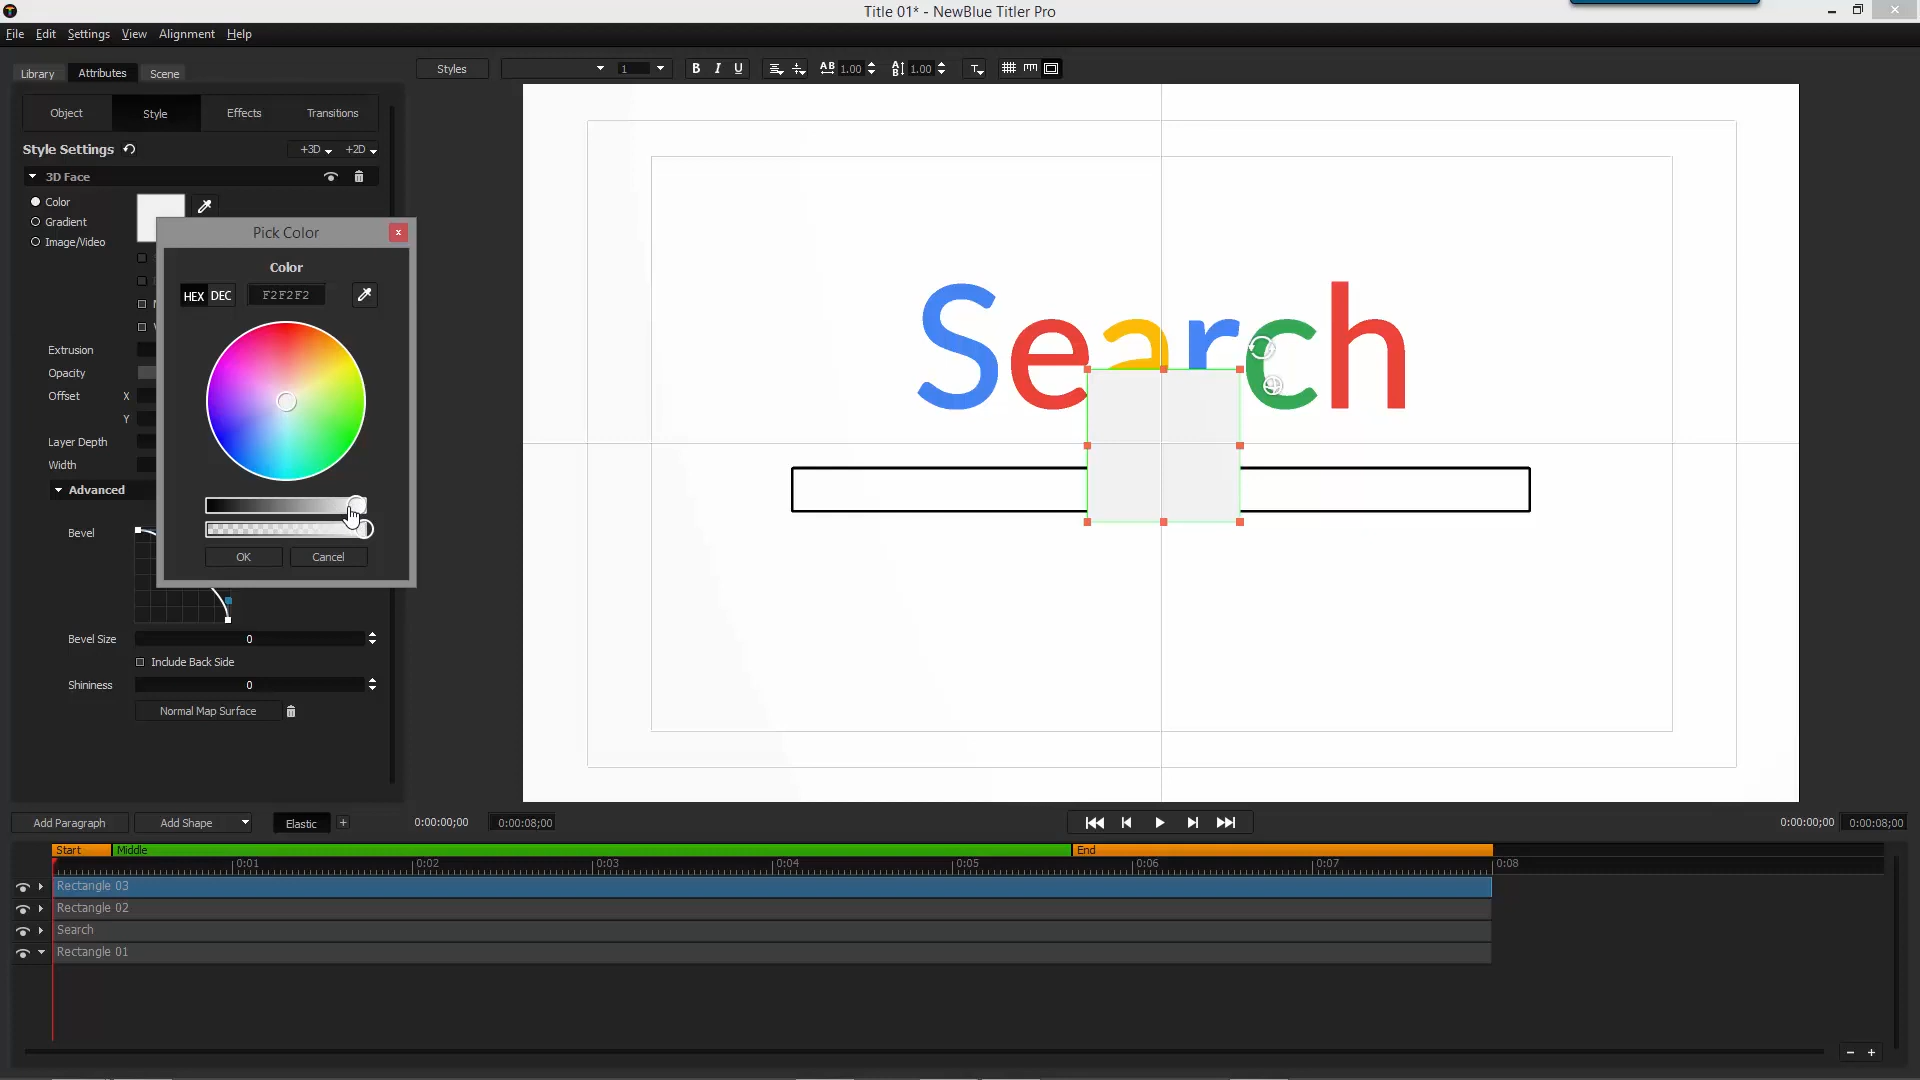 Title 01* - NewBlue Titler Pro
File Edit Settings View Alignment Help
Library Attributes Scene
Styles 1 B I U AB 1.00 1.00
Object Style Effects Transitions
Style Settings +3D +2D
3D Face
Color
Gradient
Image/Video
Pick Color
Color
HEX DEC F2F2F2
Extrusion
Opacity
Offset X
Y
Layer Depth
Width
Advanced
Bevel
OK Cancel
Bevel Size 0
Include Back Side
Shininess 0
Normal Map Surface
Search
Add Paragraph Add Shape Elastic + 0:00:00;00 0:00:08;00 0:00:00;00 0:00:08;00
Start Middle End
0:01 0:02 0:03 0:04 0:05 0:06 0:07 0:08
Rectangle 03
Rectangle 02
Search
Rectangle 01